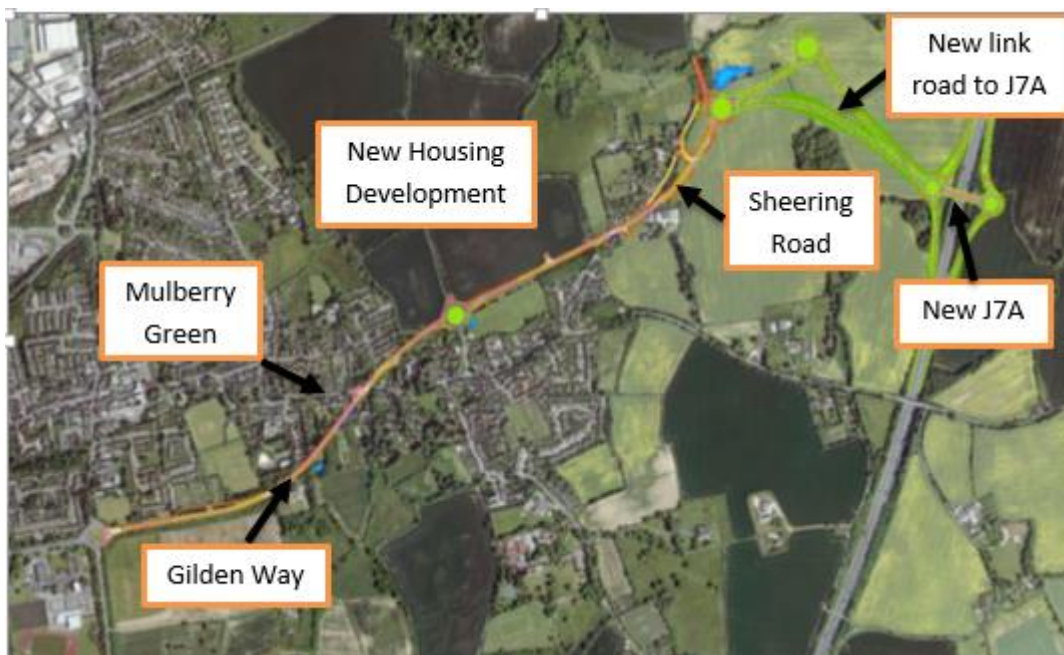 New link
road to J7A
New Housing
Development
Sheering
Road
Mulberry
Green
New J7A
Gilden Way